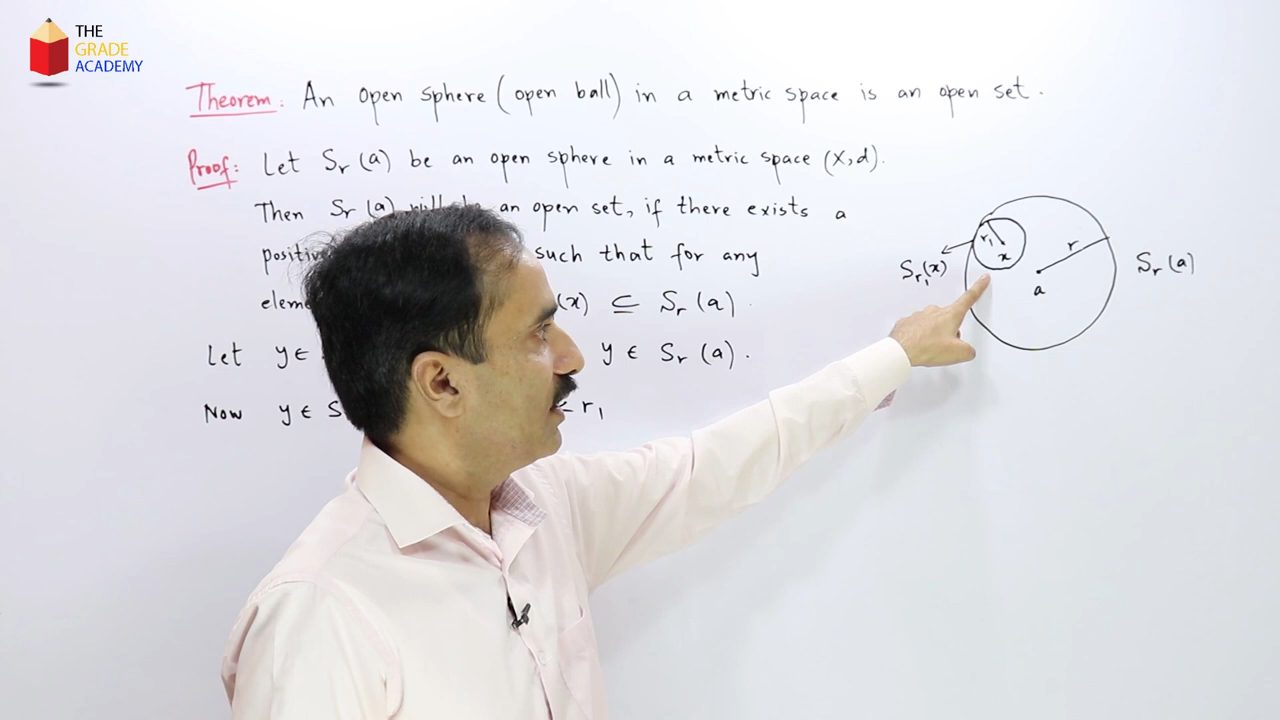 THE
GRADE
ACADEMY
Theorem: An open sphere (open ball) in a metric space is an open set.
Proof: Let Sr (a) be an open sphere in a metric space (X,d).
Then Sr (a) an open set, if there exists a
such that for any
(x) ⊆ Sr (a).
Let y ∈ y ∈ Sr (a).
Now y ∈ S r₁
r₁
x
r
a
Sr₁(x)
Sr (a)